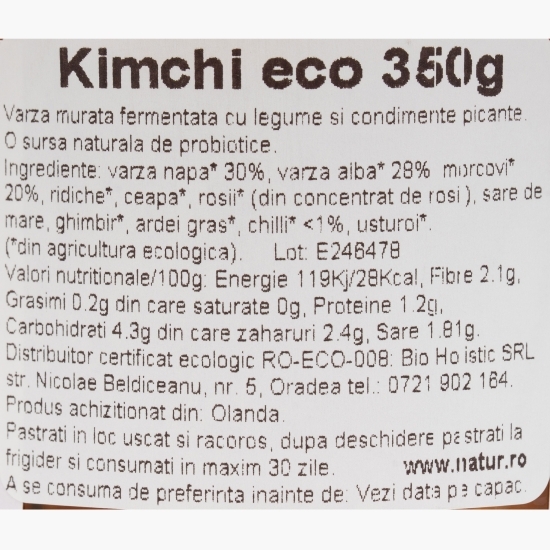 Kimchi eco 350g
Varza murata fermentata cu legume si condimente picante.
O sursa naturala de probiotice.
Ingrediente: varza napa* 30%, varza alba* 28% morcovi*
20%, ridiche*, ceapa*, rosii* (din concentrat de rosi ), sare de
mare, ghimbir*, ardei gras*, chilli* <1%, usturoi*.
(*din agricultura ecologica). Lot: E246478
Valori nutritionale/100g: Energie 119Kj/28Kcal, Fibre 2.1g,
Grasimi 0.2g din care saturate 0g, Proteine 1.2g,
Carbohidrati 4.3g din care zaharuri 2.4g, Sare 1.81g.
Distribuitor certificat ecologic RO-ECO-008: Bio Holistic SRL
str. Nicolae Beldiceanu, nr. 5, Oradea tel.: 0721 902 164.
Produs achizitionat din: Olanda.
Pastrati in loc uscat si racoros, dupa deschidere pastrati la
frigider si consumati in maxim 30 zile. www.natur.ro
A se consuma de preferinta inainte de: Vezi data pe capac.